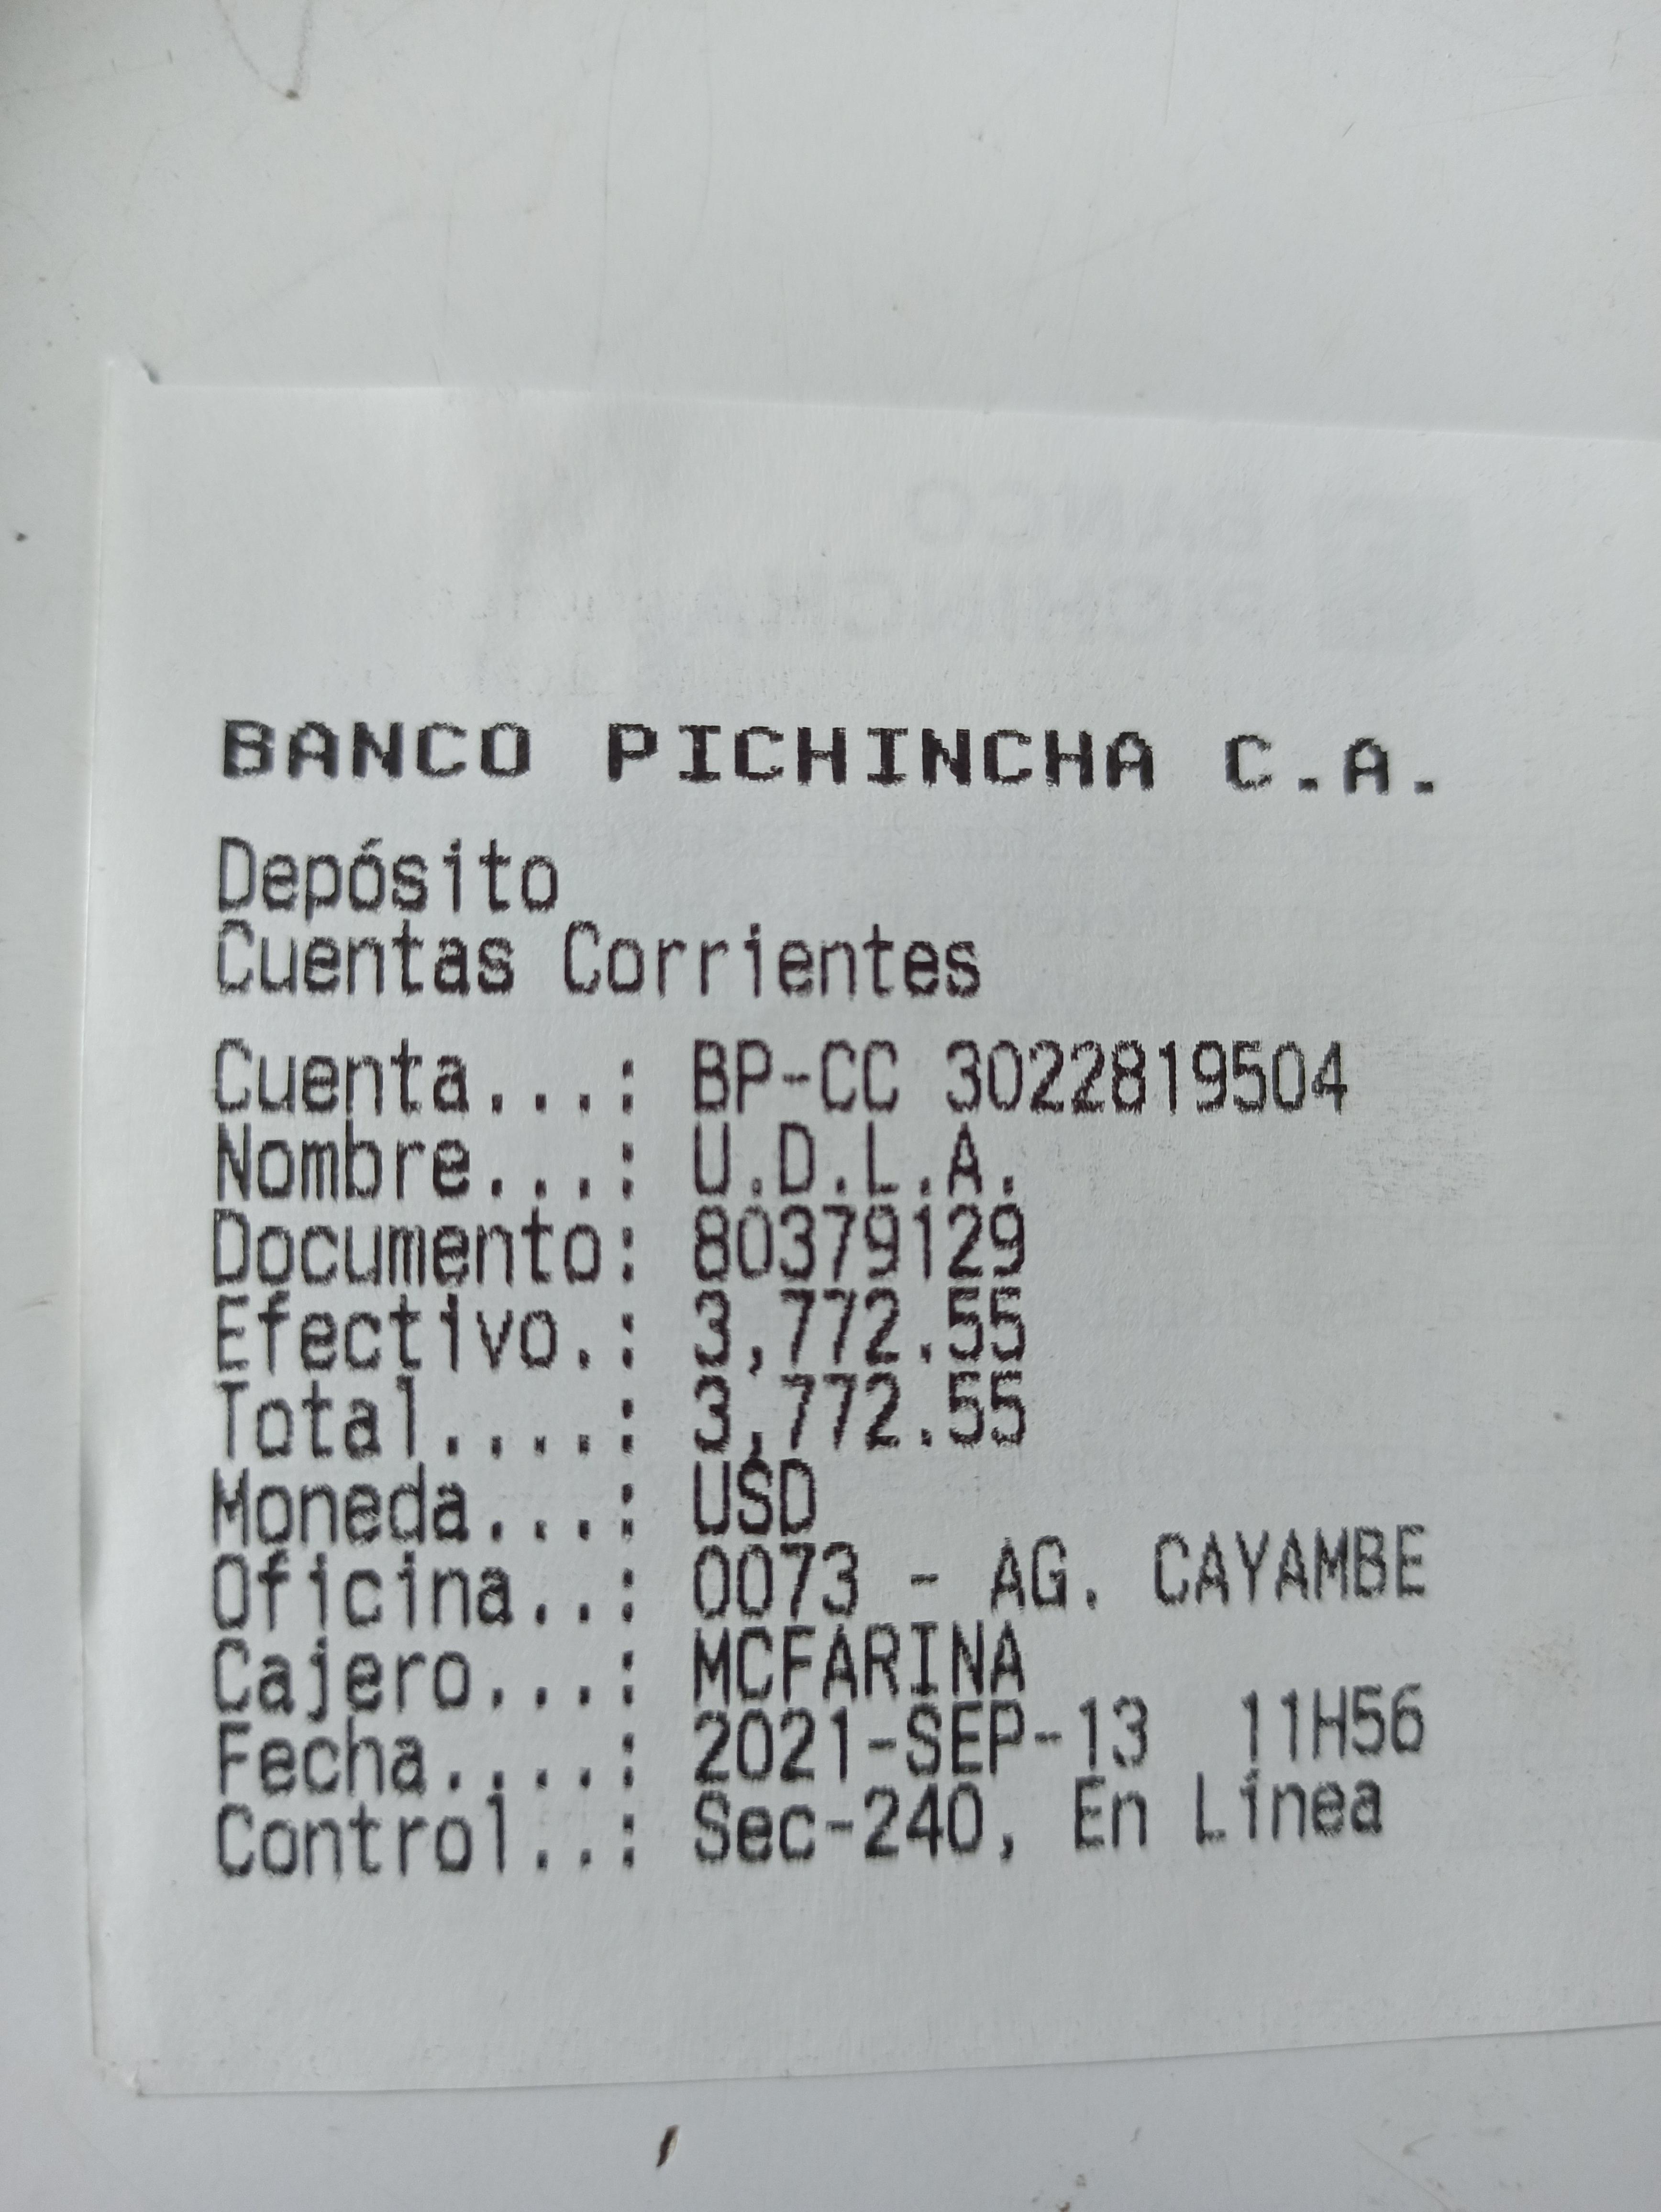 BANCO PICHINCHA C.A.
Depósito
Cuentas Corrientes
Cuenta...: BP-CC 3022819504
Nombre...: U.D.L.A.
Documento: 80379129
Efectivo.: 3,772.55
Total....: 3,772.55
Moneda...: USD
Oficina..: 0073 - AG. CAYAMBE
Cajero...: MCFARINA
Fecha....: 2021-SEP-13 11H56
Control..: Sec-240, En Línea